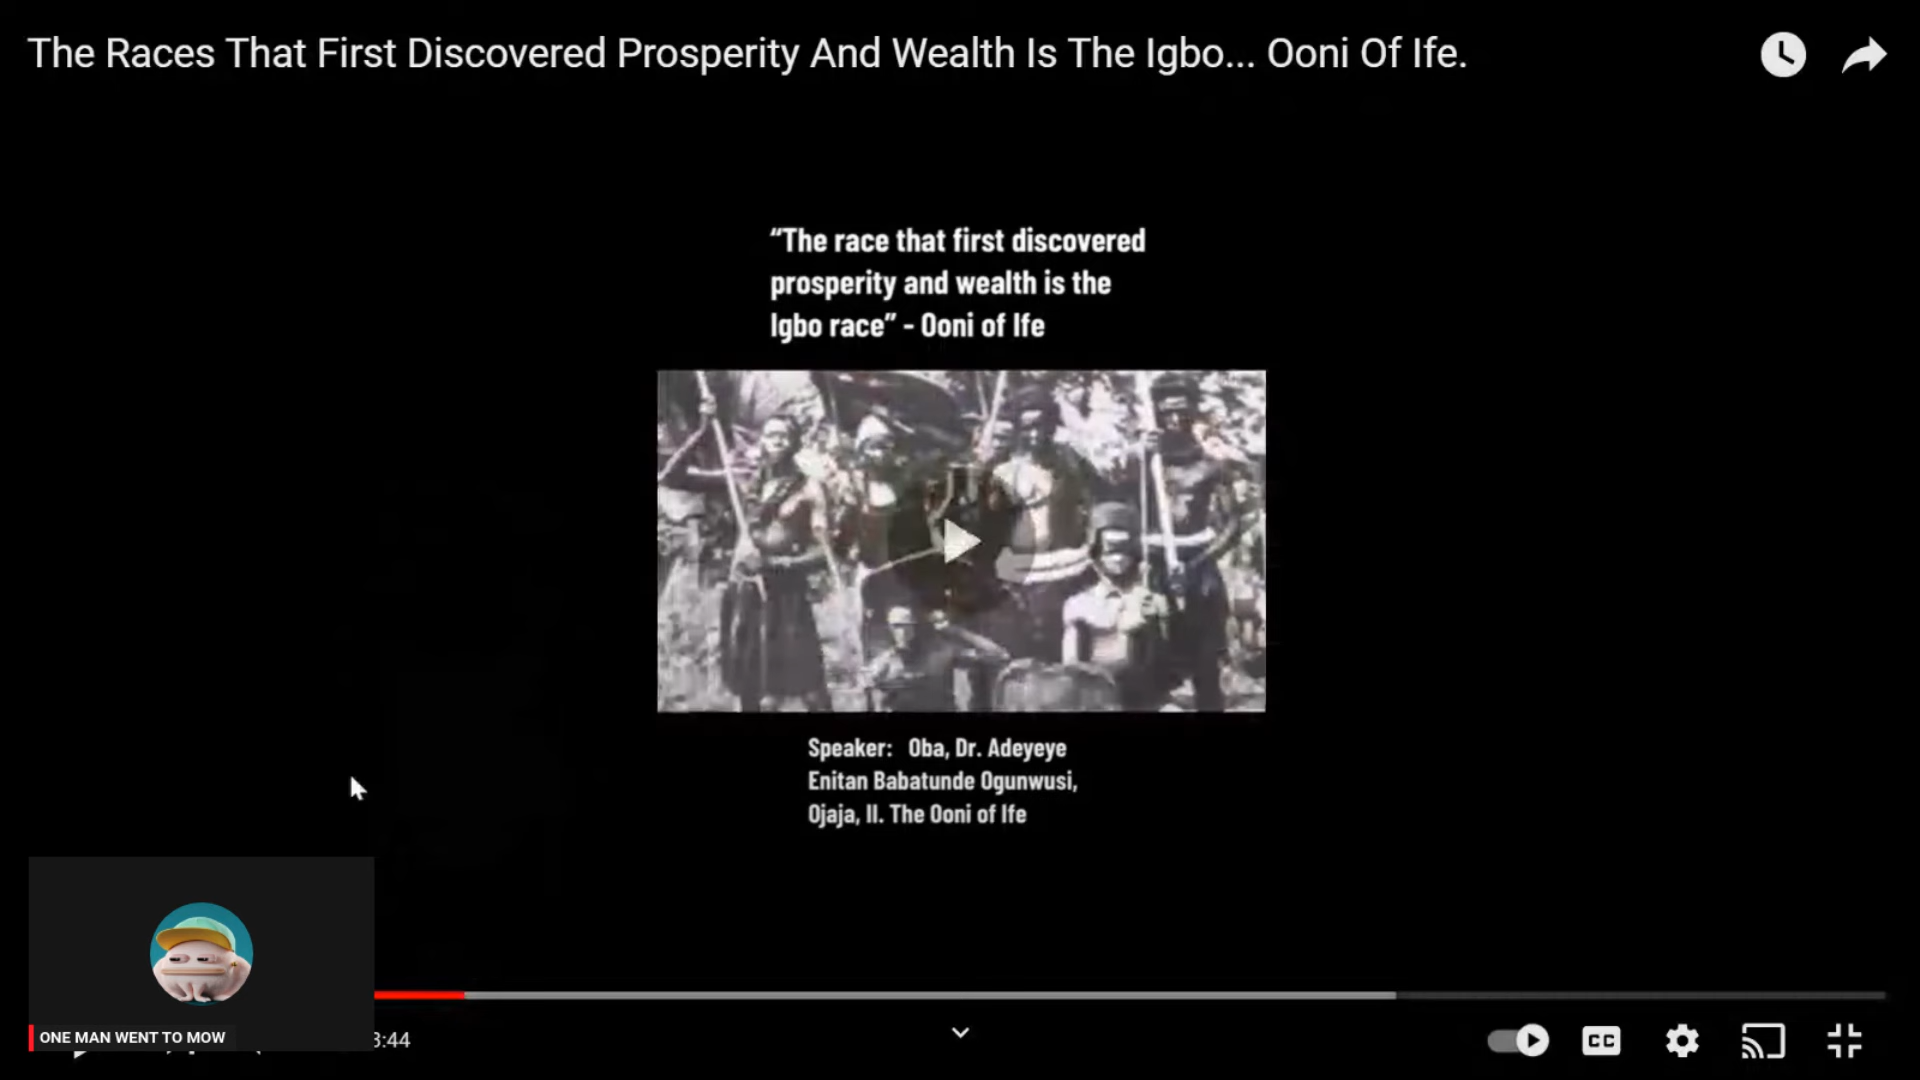 The Races That First Discovered Prosperity And Wealth Is The Igbo... Ooni Of Ife.
“The race that first discovered
prosperity and wealth is the
Igbo race” - Ooni of Ife
Speaker: Oba, Dr. Adeyeye
Enitan Babatunde Ogunwusi,
Ojaja, II. The Ooni of Ife
ONE MAN WENT TO MOW
:44
CC